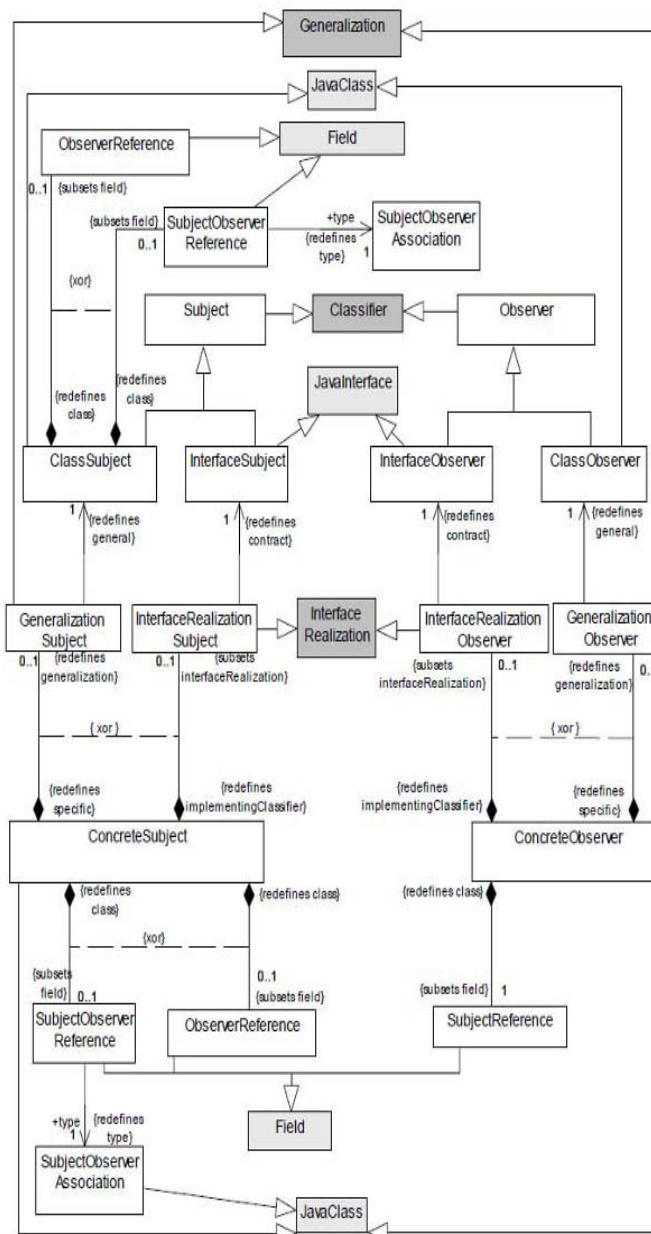 Generalization
JavaClass
ObserverReference
Field
0..1
{subsets field}
{subsets field}
0..1
SubjectObserver
Reference
+type
{redefines
type}
1
SubjectObserver
Association
{xor}
Subject
Classifier
Observer
{redefines
class}
{redefines
class}
JavaInterface
ClassSubject
InterfaceSubject
InterfaceObserver
ClassObserver
1
{redefines
general}
1
{redefines
contract}
1
{redefines
contract}
1
{redefines
general}
Generalization
Subject
InterfaceRealization
Subject
Interface
Realization
InterfaceRealization
Observer
Generalization
Observer
0..1
{redefines
generalization}
0..1
{subsets
interfaceRealization}
{subsets
interfaceRealization}
0..1
{redefines
generalization}
0..
{ xor }
{ xor }
{redefines
specific}
{redefines
implementingClassifier}
{redefines
implementingClassifier}
{redefines
specific}
ConcreteSubject
ConcreteObserver
{redefines
class}
{redefines class}
{redefines class}
{xor}
{subsets
field}
0..1
0..1
{subsets field}
{subsets field}
1
SubjectObserver
Reference
ObserverReference
SubjectReference
Field
+type
1
{redefines
type}
SubjectObserver
Association
JavaClass